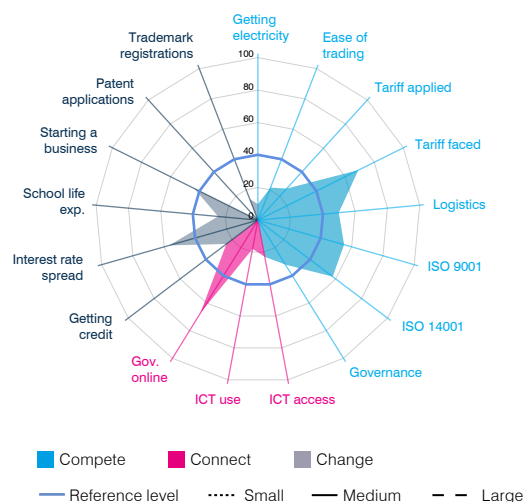 Getting
electricity
Ease of
trading
Tariff applied
Tariff faced
Logistics
ISO 9001
ISO 14001
Governance
ICT access
ICT use
Gov.
online
Getting
credit
Interest rate
spread
School life
exp.
Starting a
business
Patent
applications
Trademark
registrations
100
80
60
40
20
0
Compete
Connect
Change
Reference level
Small
Medium
Large